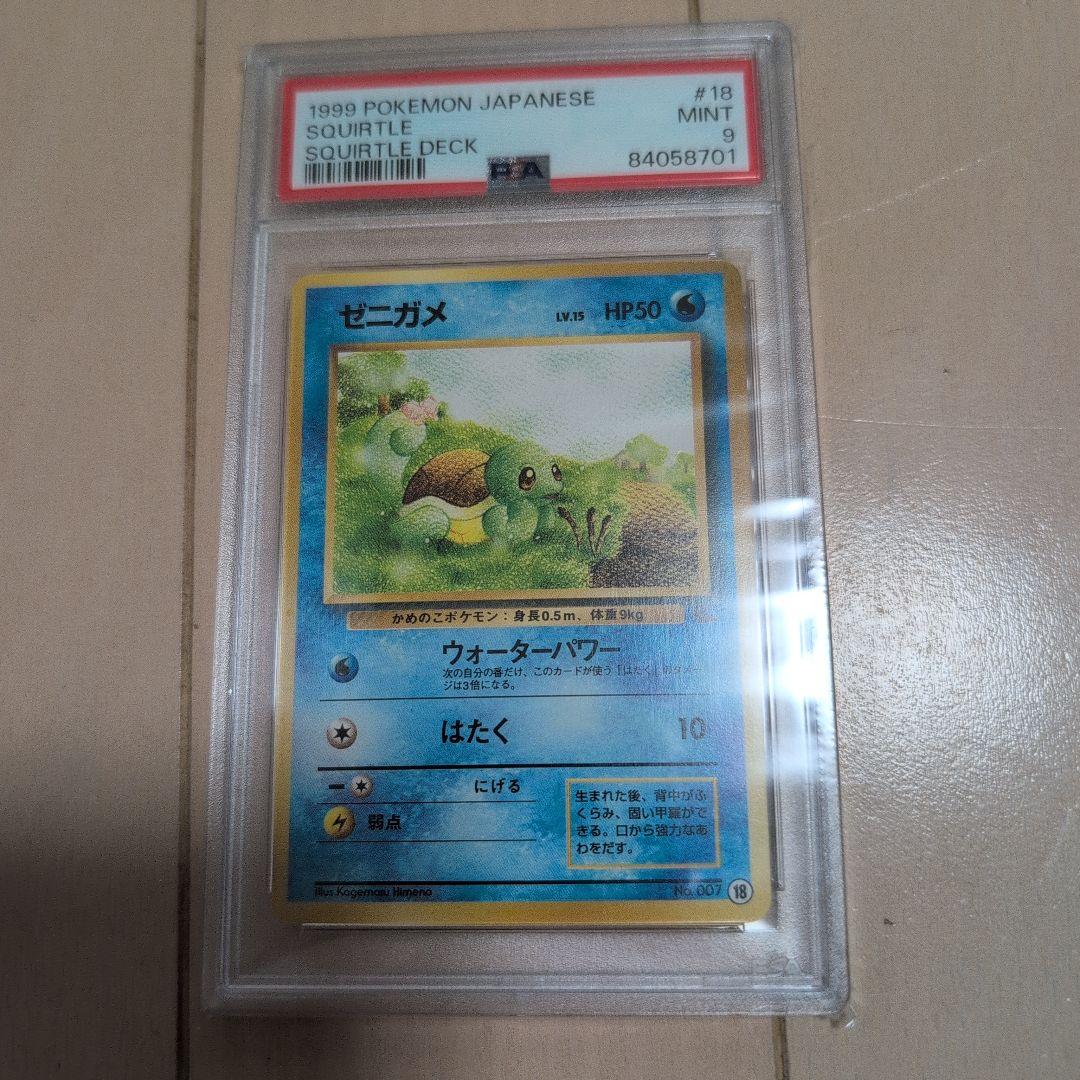 1999 POKEMON JAPANESE #18
SQUIRTLE MINT
SQUIRTLE DECK 9
PSA 84058701
ゼニガメ LV.15 HP50
かめのこポケモン：身長0.5m、体重9kg
ウォーターパワー
次の自分の番だけ、このカードが使う「はたく」のダメー
ジは3倍になる。
はたく 10
にげる
弱点
生まれた後、背中がふ
くらみ、固い甲羅がで
きる。口から強力なあ
わをだす。
Illus. Kagemaru Himeno No.007 18